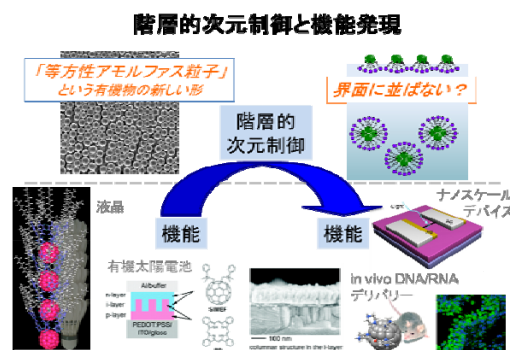 階層的次元制御と機能発現
「等方性アモルファス粒子」
という有機物の新しい形
界面に並ばない？
階層的
次元制御
液晶
機能
機能
ナノスケール
デバイス
Light
有機太陽電池
Al/buffer
n-layer
i-layer
p-layer
PEDOT:PSS/
ITO/glass
SIMEF
100 nm
columnar structure in the i-layer
in vivo DNA/RNA
デリバリー